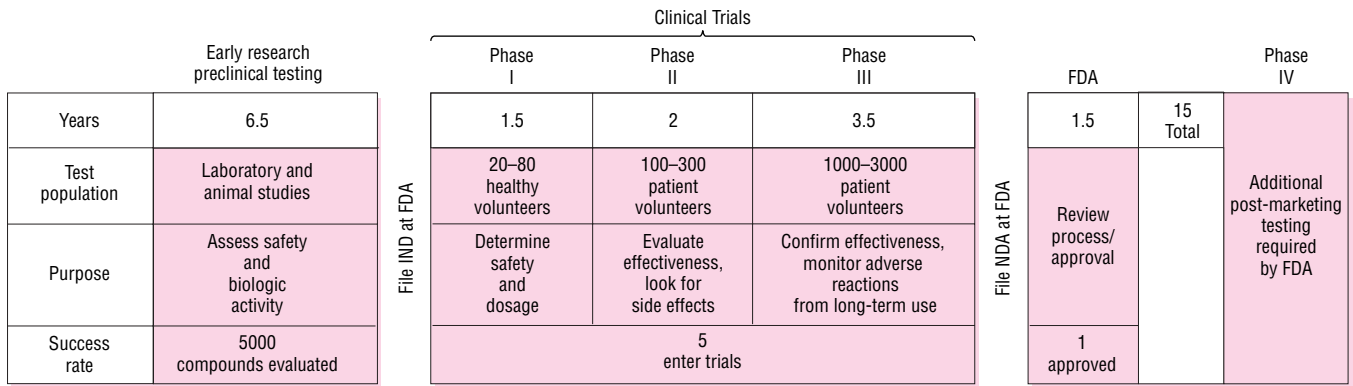 Clinical Trials
Early research
preclinical testing
Phase
I
Phase
II
Phase
III
FDA
Phase
IV
Years
6.5
1.5
2
3.5
1.5
15
Total
Test
population
Laboratory and
animal studies
20–80
healthy
volunteers
100–300
patient
volunteers
1000–3000
patient
volunteers
Purpose
Assess safety
and
biologic
activity
File IND at FDA
Determine
safety
and
dosage
Evaluate
effectiveness,
look for
side effects
Confirm effectiveness,
monitor adverse
reactions
from long-term use
File NDA at FDA
Review
process/
approval
Additional
post-marketing
testing
required
by FDA
Success
rate
5000
compounds evaluated
5
enter trials
1
approved